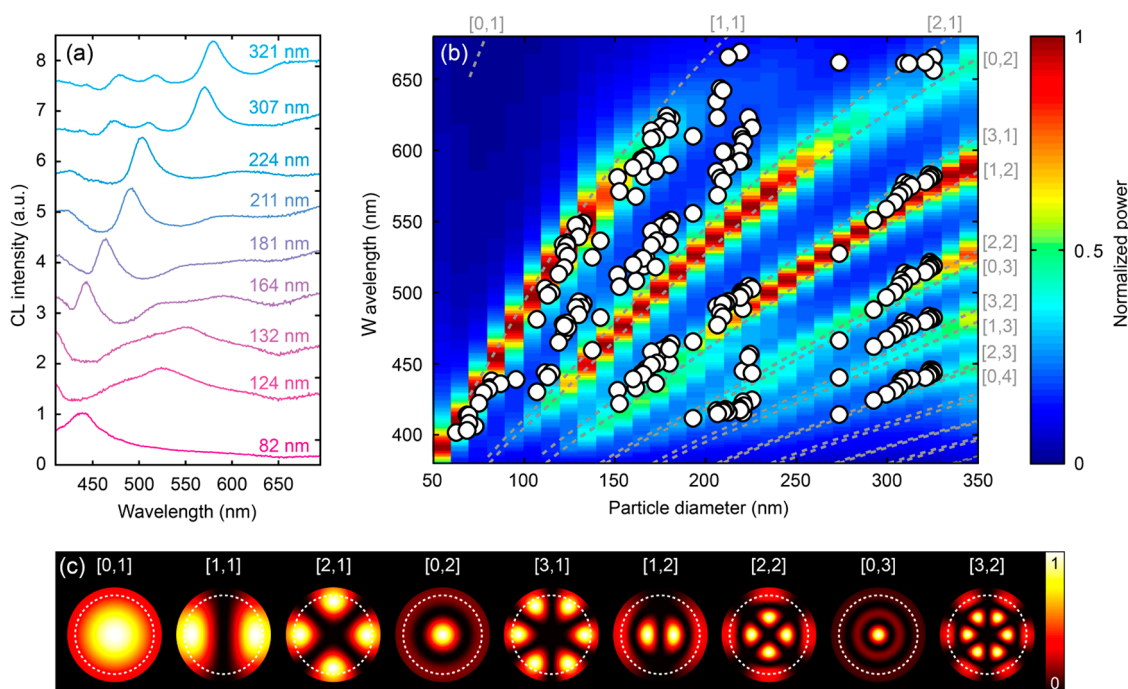 (a)
8
7
6
5
4
3
2
1
0
CL intensity (a.u.)
321 nm
307 nm
224 nm
211 nm
181 nm
164 nm
132 nm
124 nm
82 nm
450 500 550 600 650
Wavelength (nm)
[0,1] [1,1] [2,1]
(b)
650
600
550
500
450
400
W avelength (nm)
50 100 150 200 250 300 350
Particle diameter (nm)
[0,2]
[3,1]
[1,2]
[2,2]
[0,3]
[3,2]
[1,3]
[2,3]
[0,4]
1
0.5
0
Normalized power
(c)
[0,1] [1,1] [2,1] [0,2] [3,1] [1,2] [2,2] [0,3] [3,2]
1
0